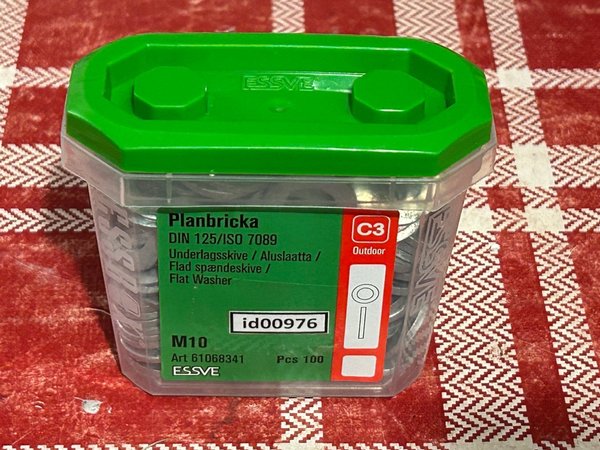 ESSVE
Planbricka
DIN 125/ISO 7089
Underlagsskive / Aluslaatta /
Flad spændeskive /
Flat Washer
id00976
M10
Art 61068341 Pcs 100
ESSVE
C3
Outdoor
ESSVE